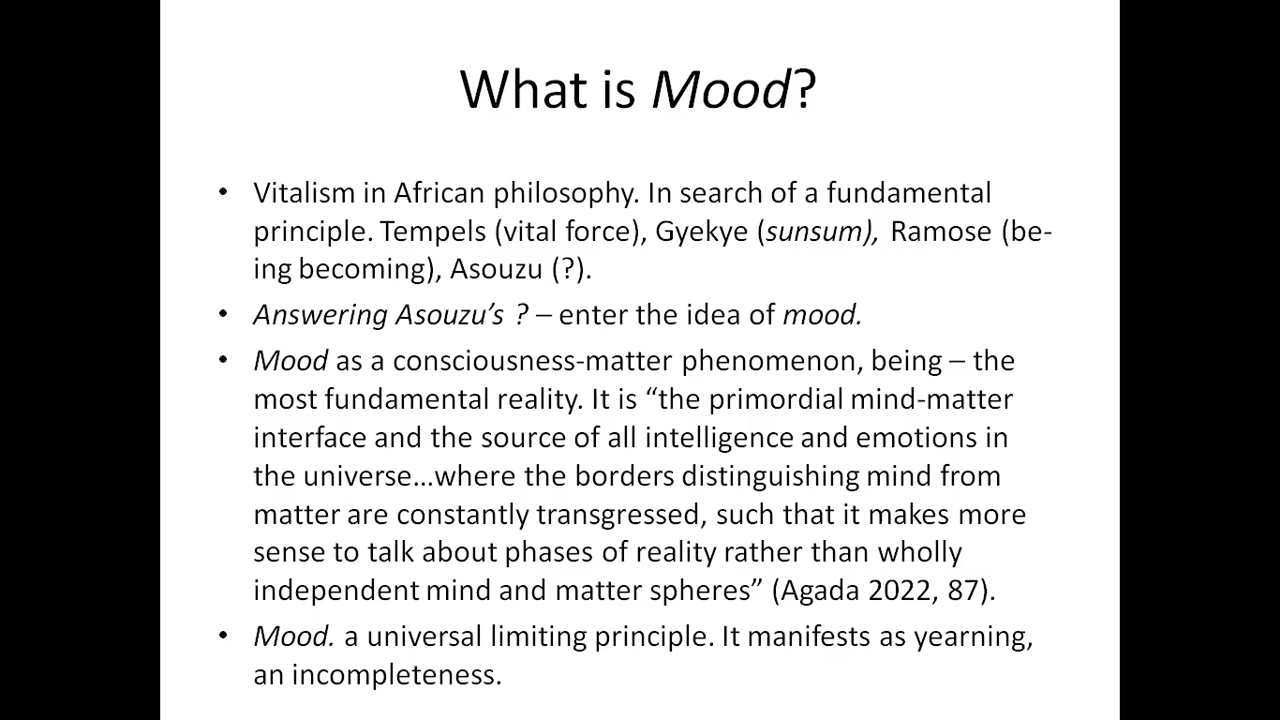 What is Mood?
• Vitalism in African philosophy. In search of a fundamental
principle. Tempels (vital force), Gyekye (sunsum), Ramose (be-
ing becoming), Asouzu (?).
• Answering Asouzu’s ? – enter the idea of mood.
• Mood as a consciousness-matter phenomenon, being – the
most fundamental reality. It is “the primordial mind-matter
interface and the source of all intelligence and emotions in
the universe…where the borders distinguishing mind from
matter are constantly transgressed, such that it makes more
sense to talk about phases of reality rather than wholly
independent mind and matter spheres” (Agada 2022, 87).
• Mood. a universal limiting principle. It manifests as yearning,
an incompleteness.